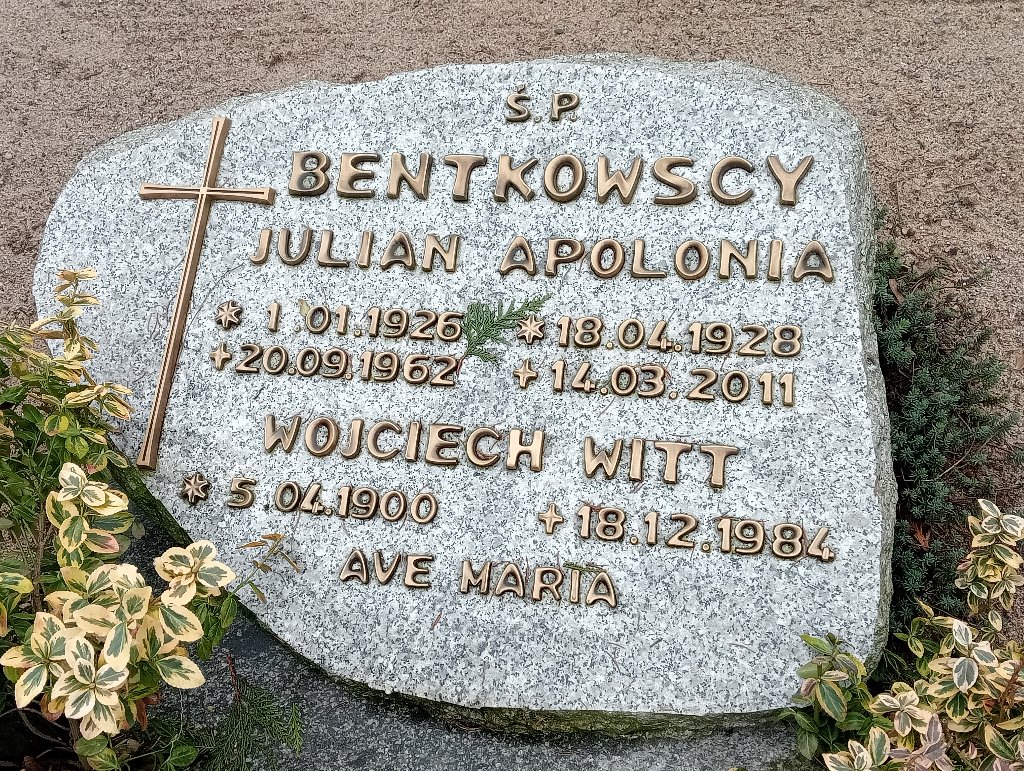 Ś.P.
BENTKOWSCY
JULIAN APOLONIA
* 1.01.1926 * 18.04.1928
+20.09.1962 + 14.03.2011
WOJCIECH WITT
* 5.04.1900 +18.12.1984
AVE MARIA